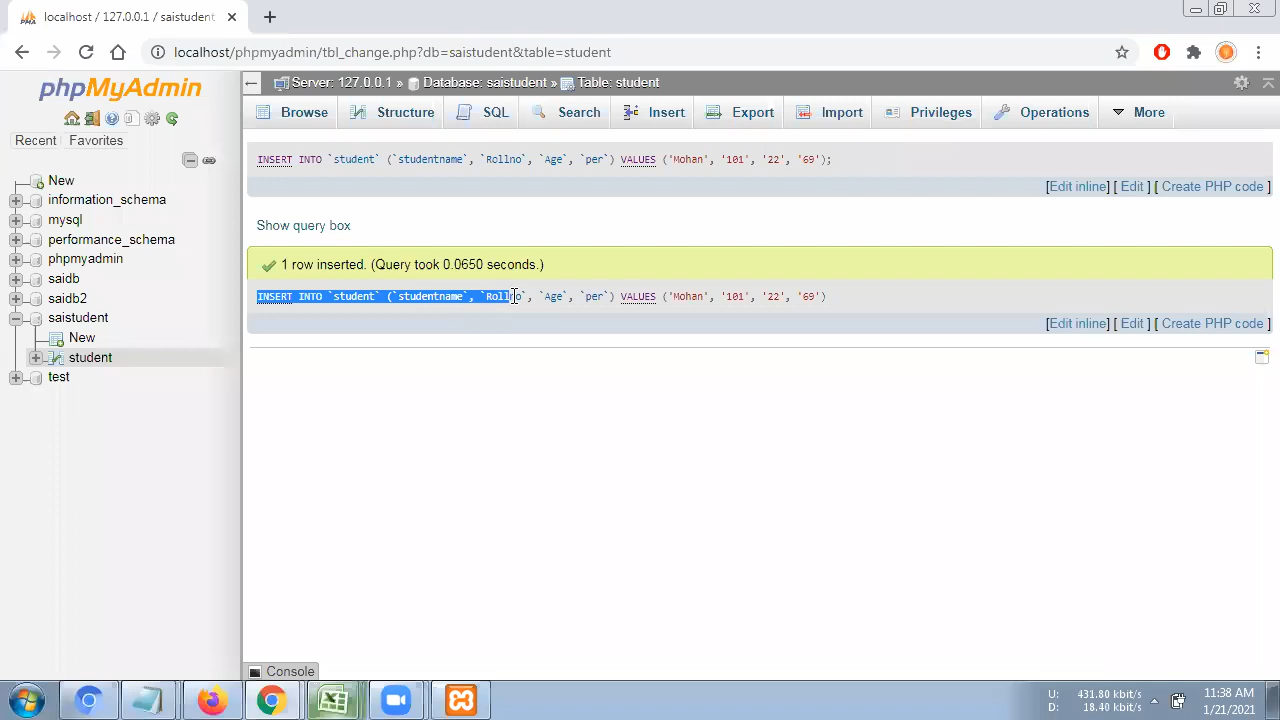 localhost / 127.0.0.1 / saistudent
localhost/phpmyadmin/tbl_change.php?db=saistudent&table=student
phpMyAdmin
Recent Favorites
New
information_schema
mysql
performance_schema
phpmyadmin
saidb
saidb2
saistudent
New
student
test
Server: 127.0.0.1 » Database: saistudent » Table: student
Browse Structure SQL Search Insert Export Import Privileges Operations More
INSERT INTO `student` (`studentname`, `Rollno`, `Age`, `per`) VALUES ('Mohan', '101', '22', '69');
[Edit inline] [ Edit ] [ Create PHP code ]
Show query box
1 row inserted. (Query took 0.0650 seconds.)
INSERT INTO `student` (`studentname`, `Rollno`, `Age`, `per`) VALUES ('Mohan', '101', '22', '69')
[Edit inline] [ Edit ] [ Create PHP code ]
Console
U: 431.80 kbit/s
D: 18.40 kbit/s
11:38 AM
1/21/2021